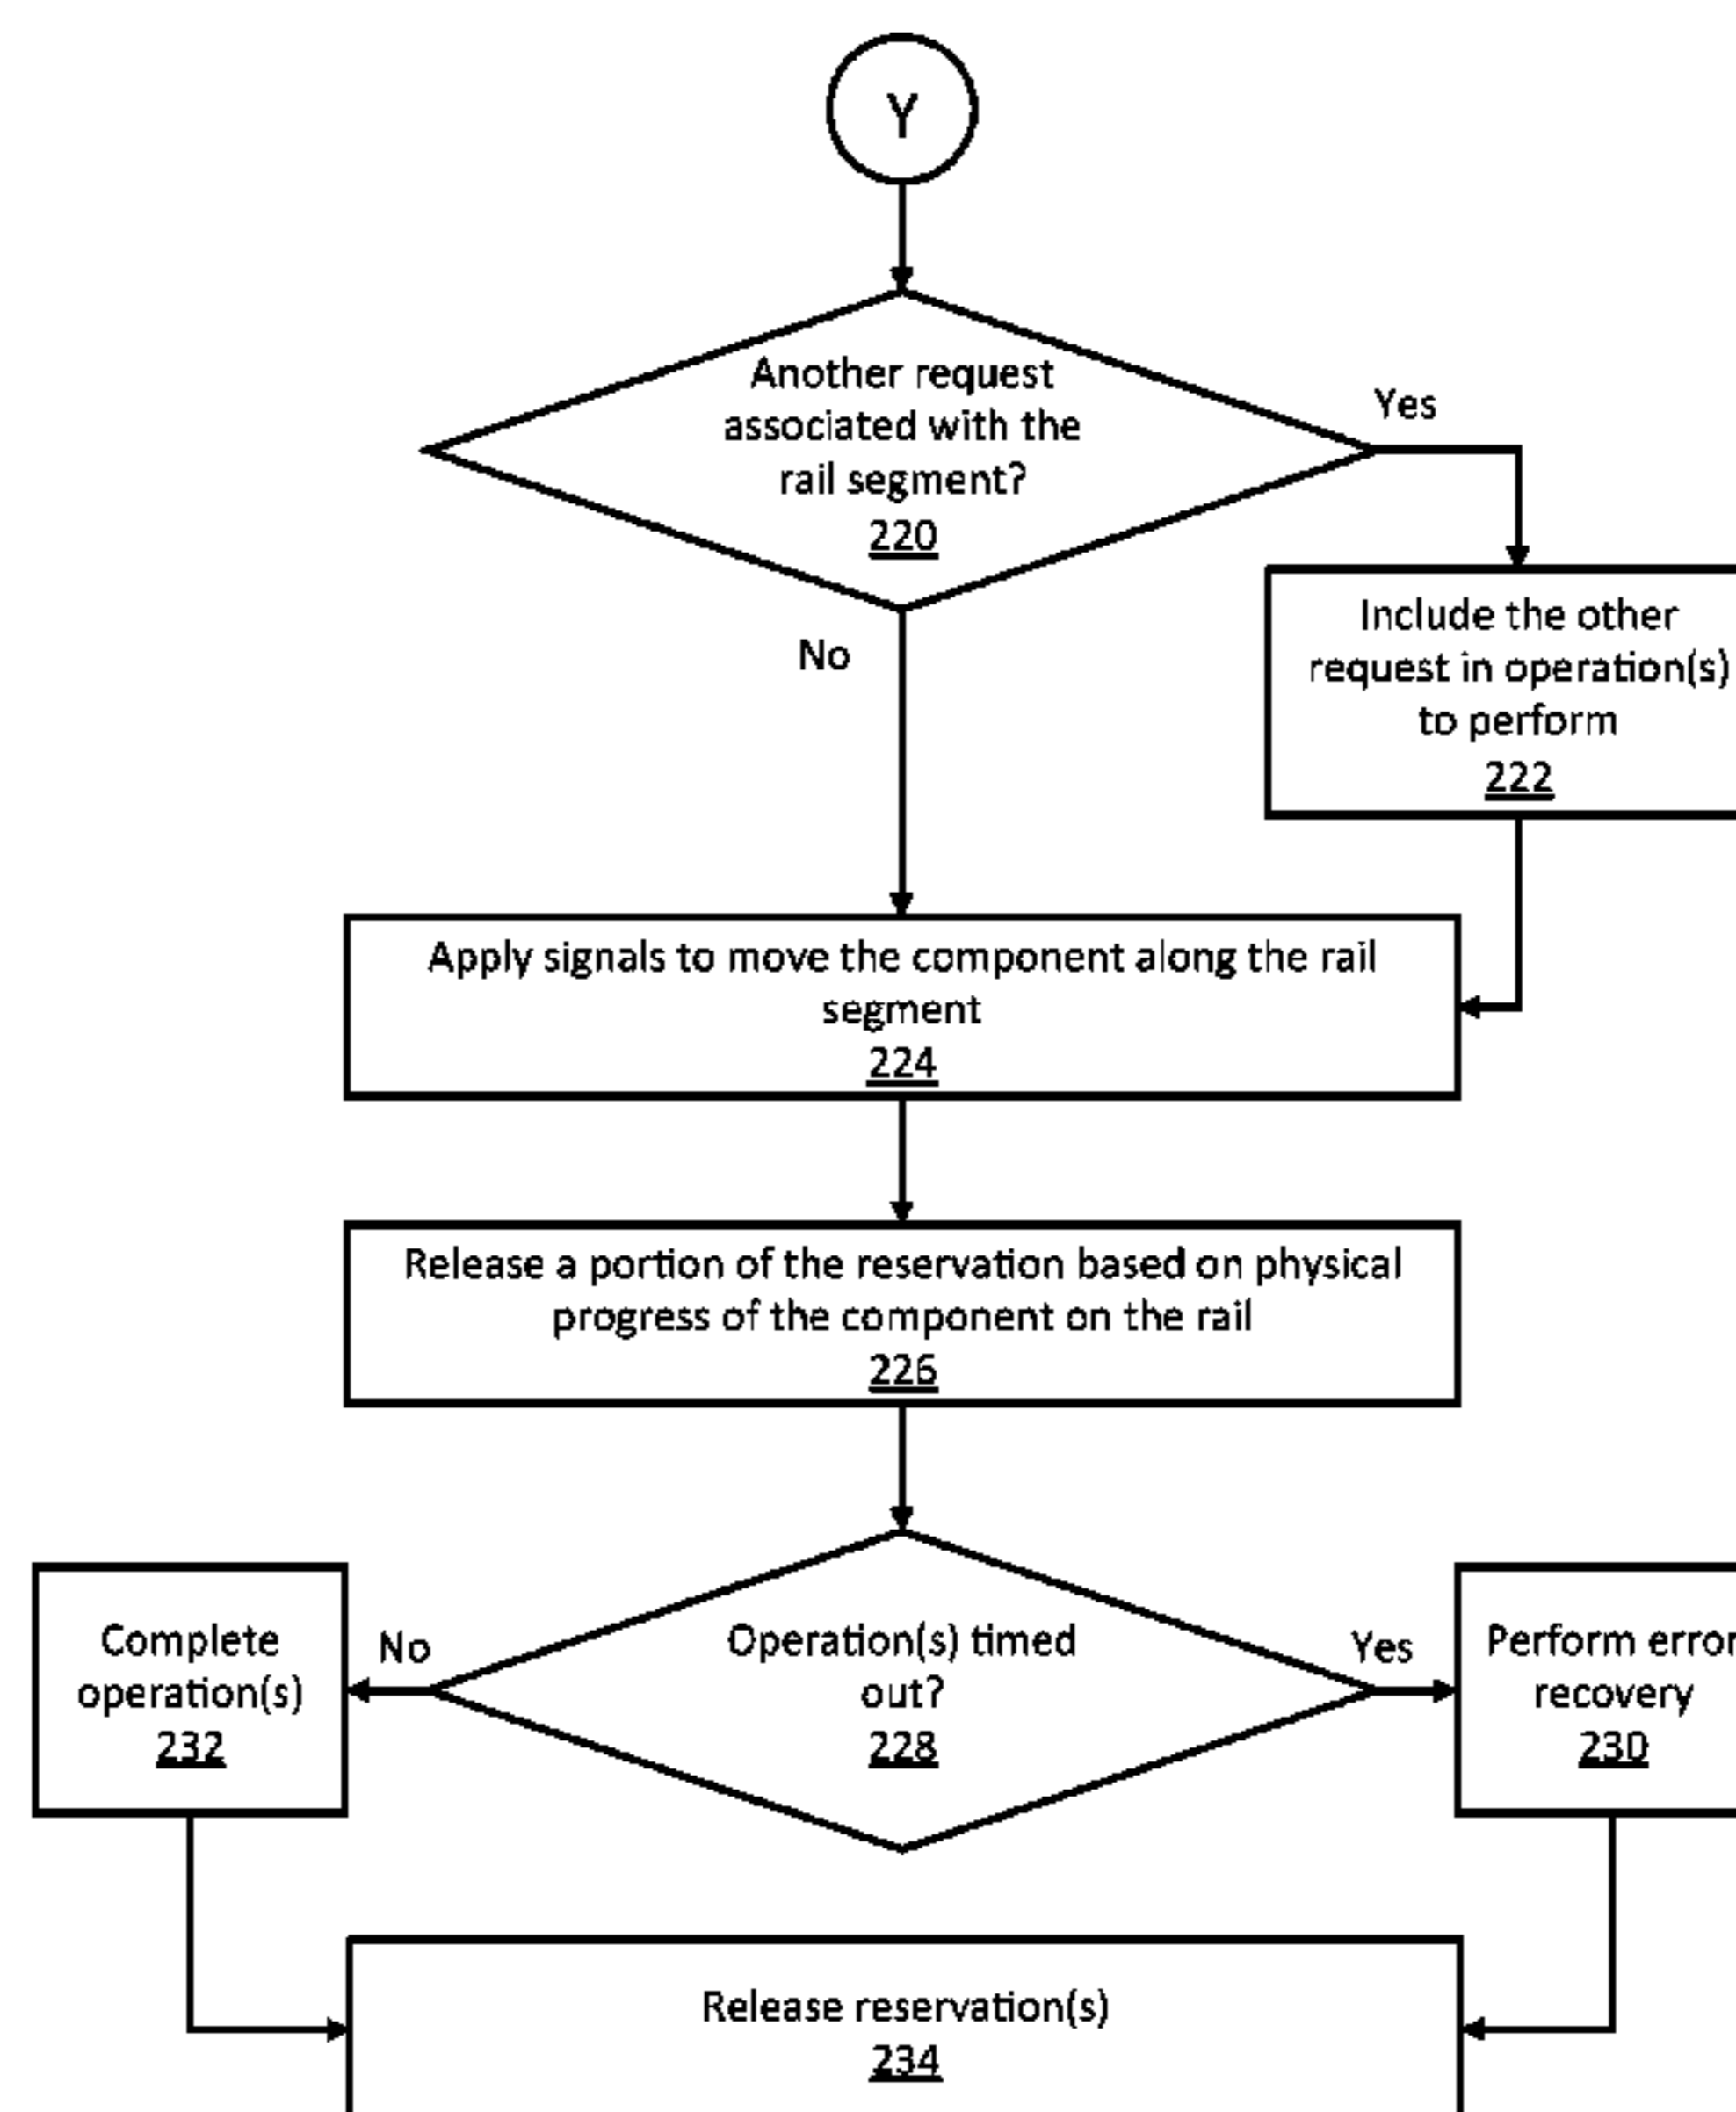 Y
Another request
associated with the
rail segment?
220
Yes
No
Include the other
request in operation(s)
to perform
222
Apply signals to move the component along the rail
segment
224
Release a portion of the reservation based on physical
progress of the component on the rail
226
Operation(s) timed
out?
228
No
Complete
operation(s)
232
Yes
Perform error
recovery
230
Release reservation(s)
234